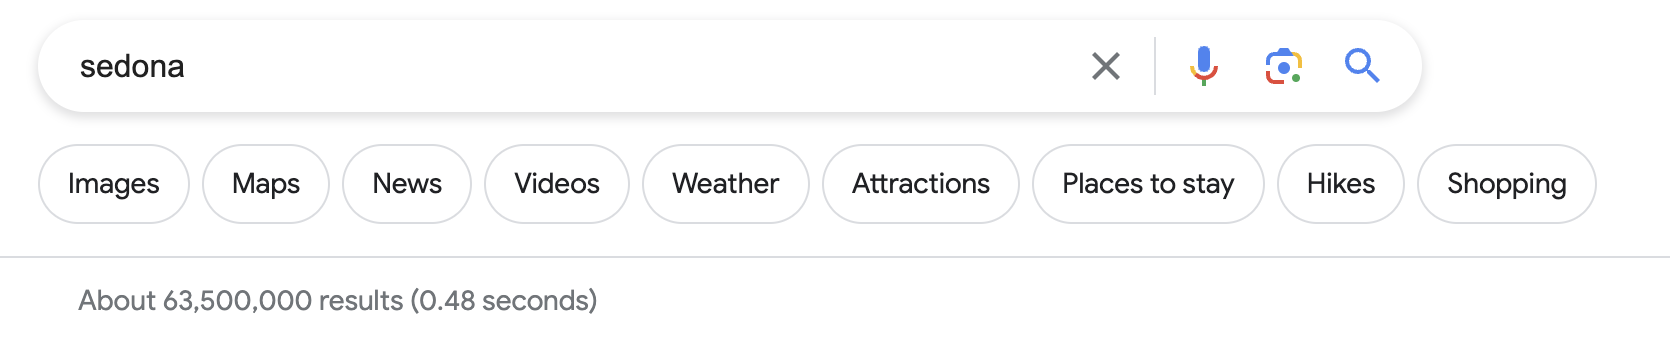 sedona
Images Maps News Videos Weather Attractions Places to stay Hikes Shopping
About 63,500,000 results (0.48 seconds)